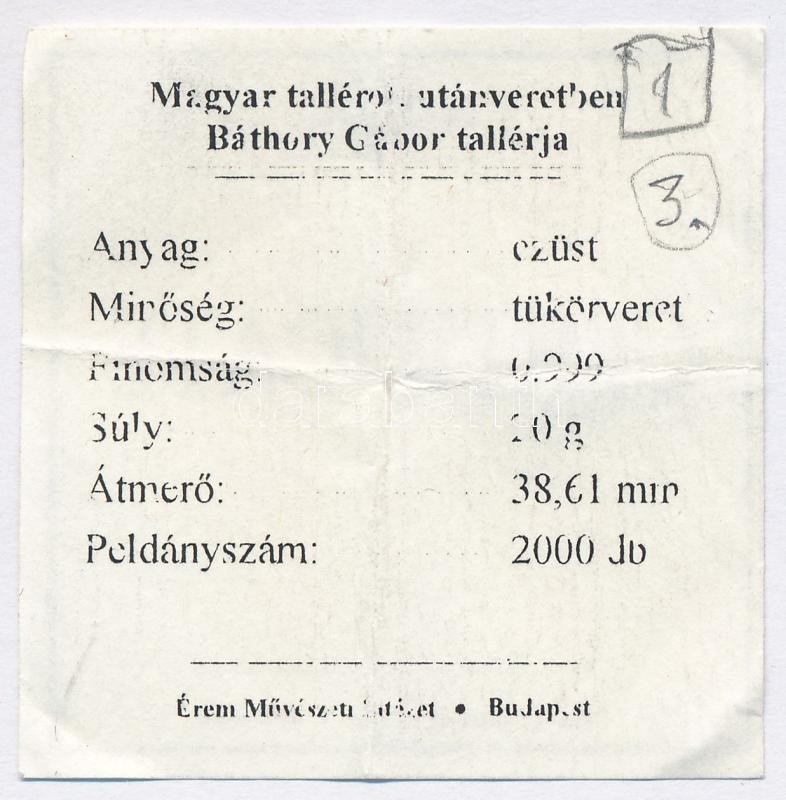 Magyar tallérok utánveretben
Báthory Gábor tallérja
1
3.
Anyag: ezüst
Minőség: tükörveret
Finomság: 0.999
Súly: g
Átmérő: 38,61 mm
Példányszám: 2000 db
darabanth
Érem Művészeti Intézet • Budapest